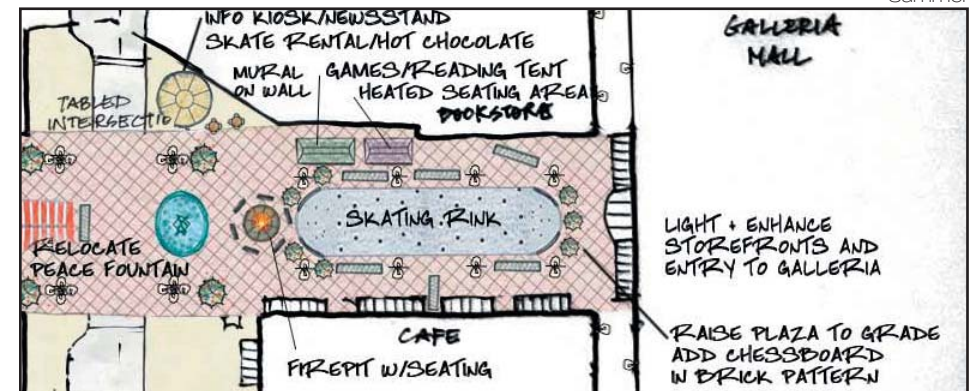 INFO KIOSK/NEWSSTAND
SKATE RENTAL/HOT CHOCOLATE
MURAL
ON WALL
GAMES/READING TENT
HEATED SEATING AREA
BOOKSTORE
TABLED
INTERSECTIO
GALLERIA
MALL
SKATING RINK
RELOCATE
PEACE FOUNTAIN
LIGHT + ENHANCE
STOREFRONTS AND
ENTRY TO GALLERIA
CAFE
FIREPIT W/SEATING
RAISE PLAZA TO GRADE
ADD CHESSBOARD
IN BRICK PATTERN